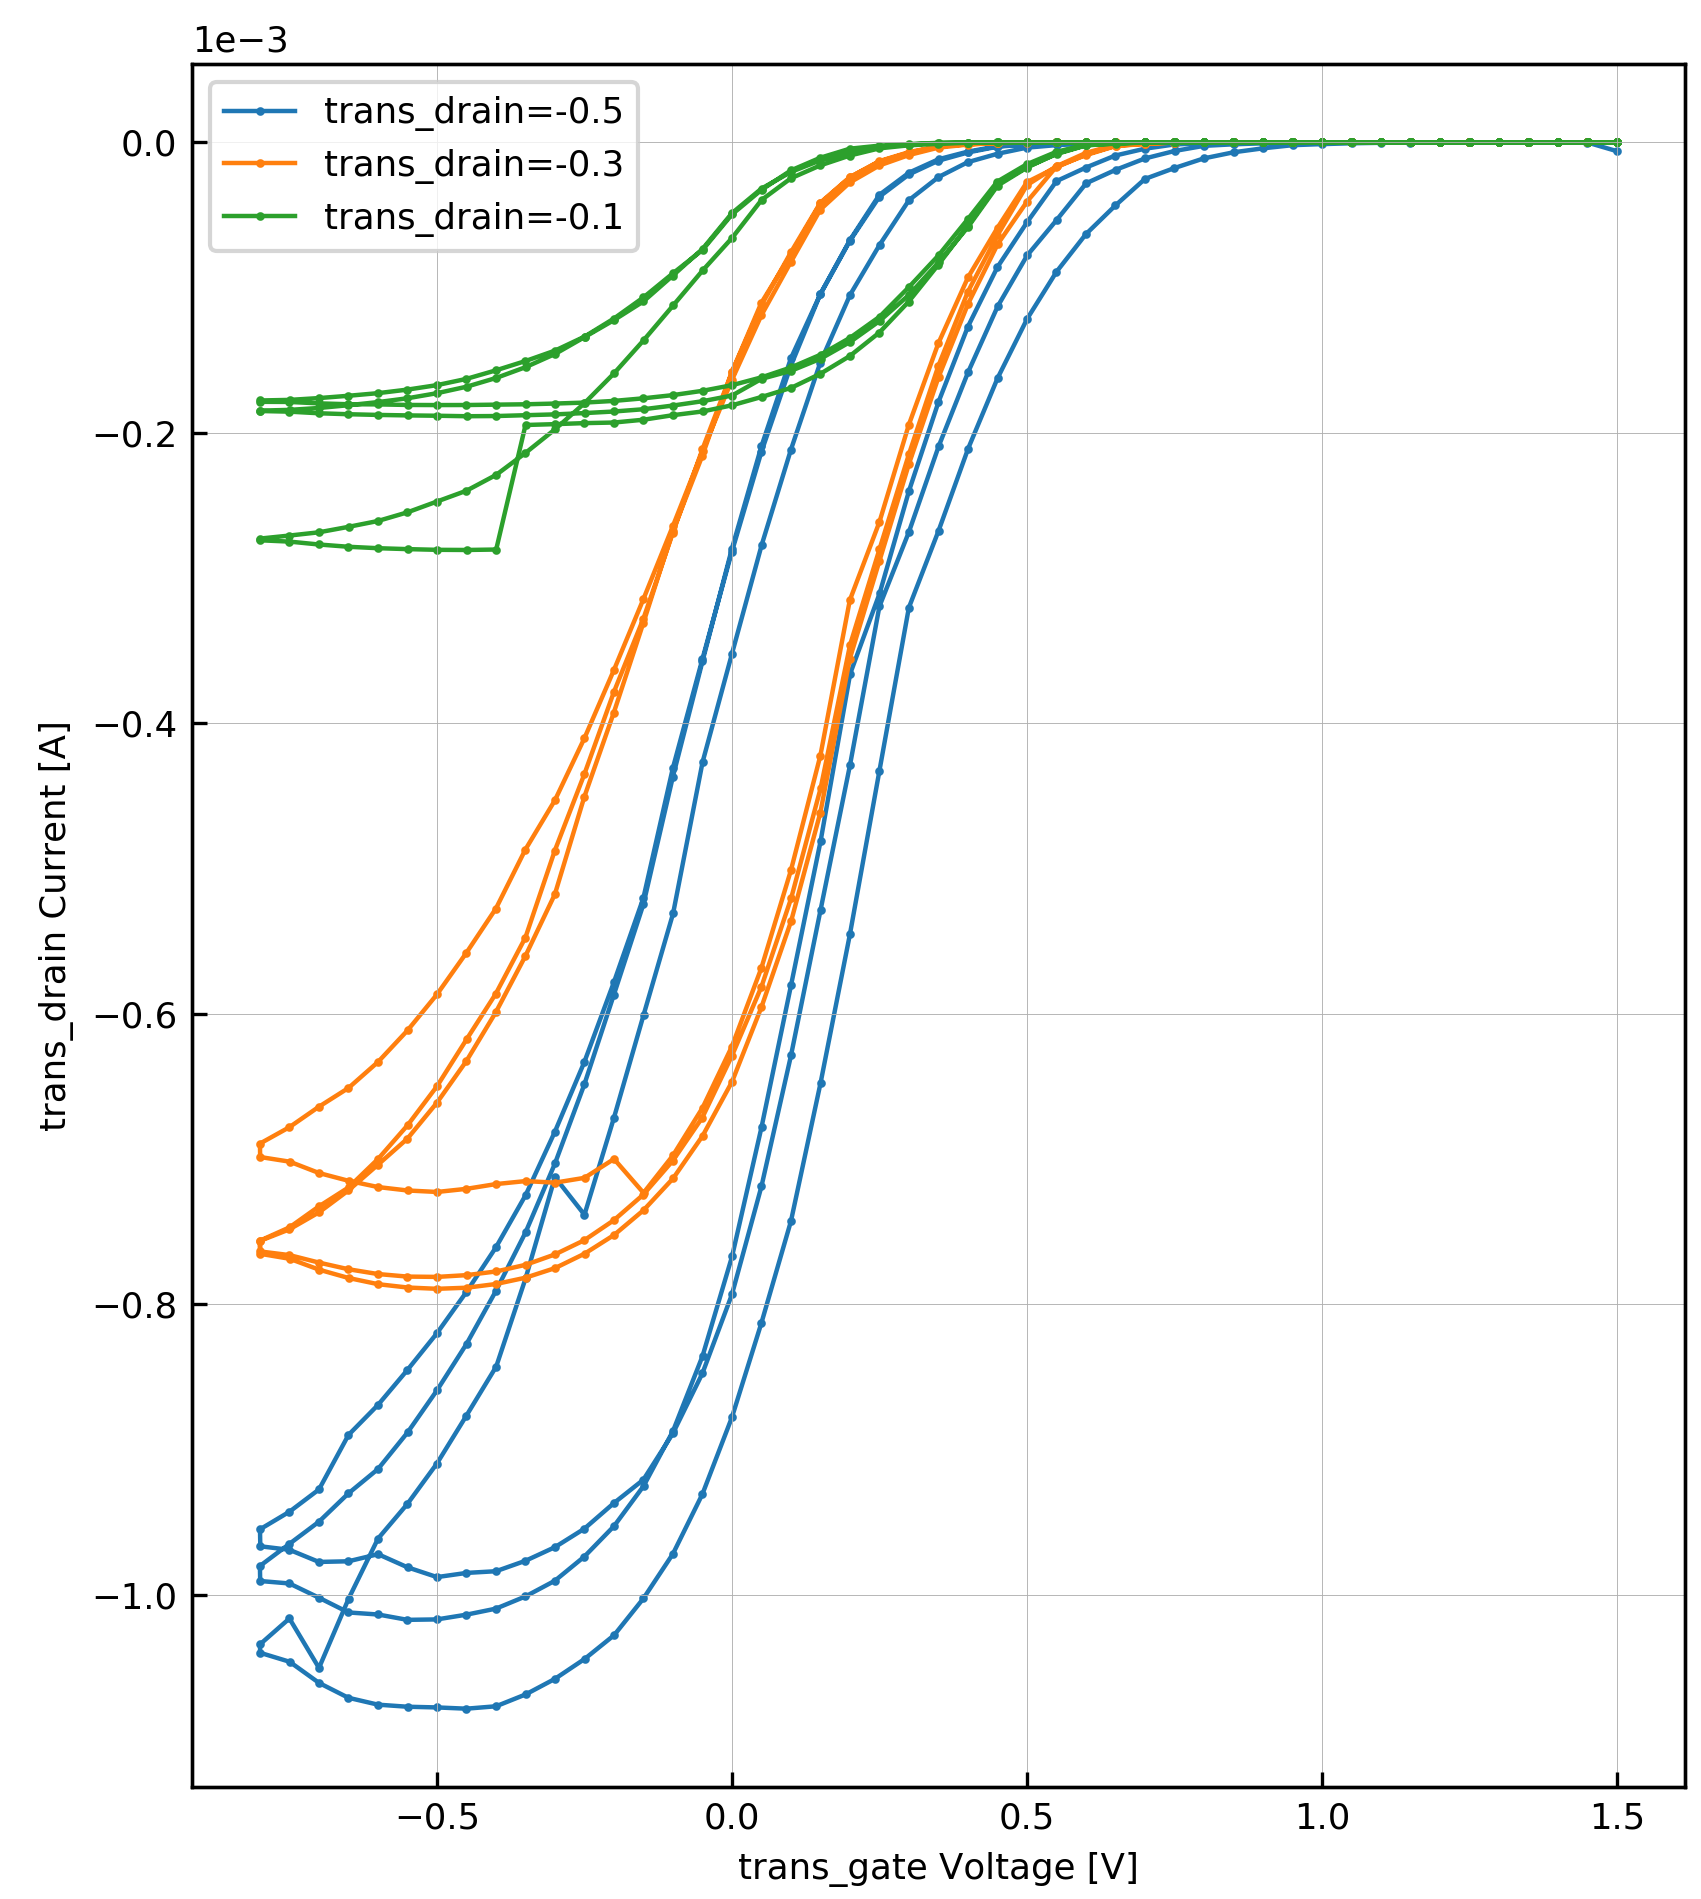 1e−3
trans_drain=-0.5
trans_drain=-0.3
trans_drain=-0.1
0.0
−0.2
−0.4
−0.6
−0.8
−1.0
trans_drain Current [A]
−0.5 0.0 0.5 1.0 1.5
trans_gate Voltage [V]